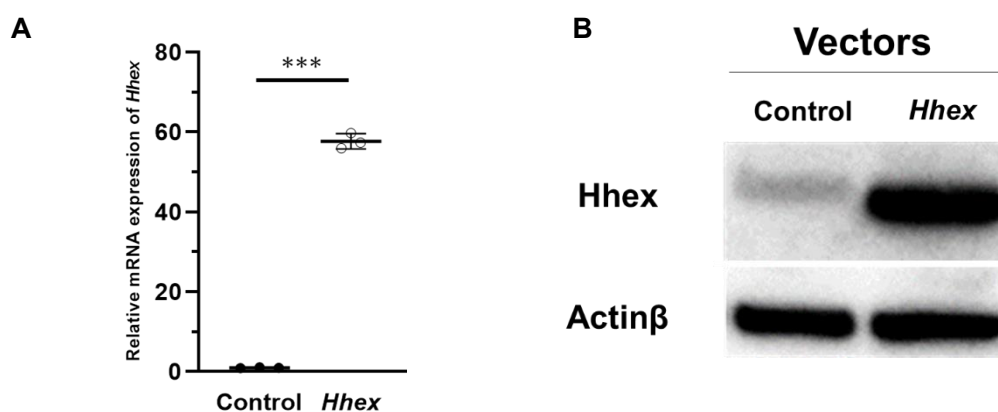 A
Relative mRNA expression of Hhex
80
60
40
20
0
***
Control Hhex
B
Vectors
Control Hhex
Hhex
Actinβ